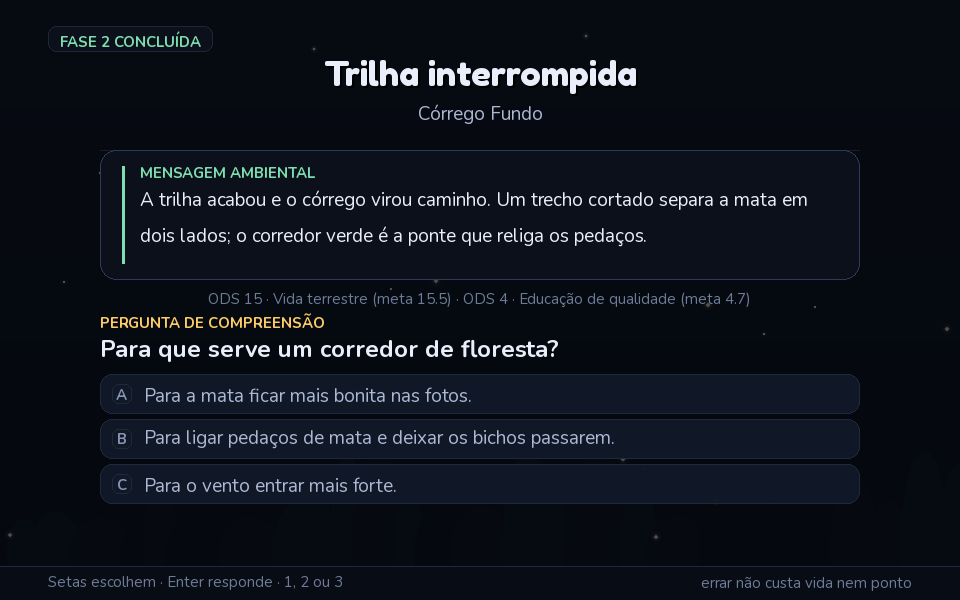 FASE 2 CONCLUÍDA
Trilha interrompida
Córrego Fundo
MENSAGEM AMBIENTAL
A trilha acabou e o córrego virou caminho. Um trecho cortado separa a mata em
dois lados; o corredor verde é a ponte que religa os pedaços.
ODS 15 · Vida terrestre (meta 15.5) · ODS 4 · Educação de qualidade (meta 4.7)
PERGUNTA DE COMPREENSÃO
Para que serve um corredor de floresta?
A Para a mata ficar mais bonita nas fotos.
B Para ligar pedaços de mata e deixar os bichos passarem.
C Para o vento entrar mais forte.
Setas escolhem · Enter responde · 1, 2 ou 3
errar não custa vida nem ponto